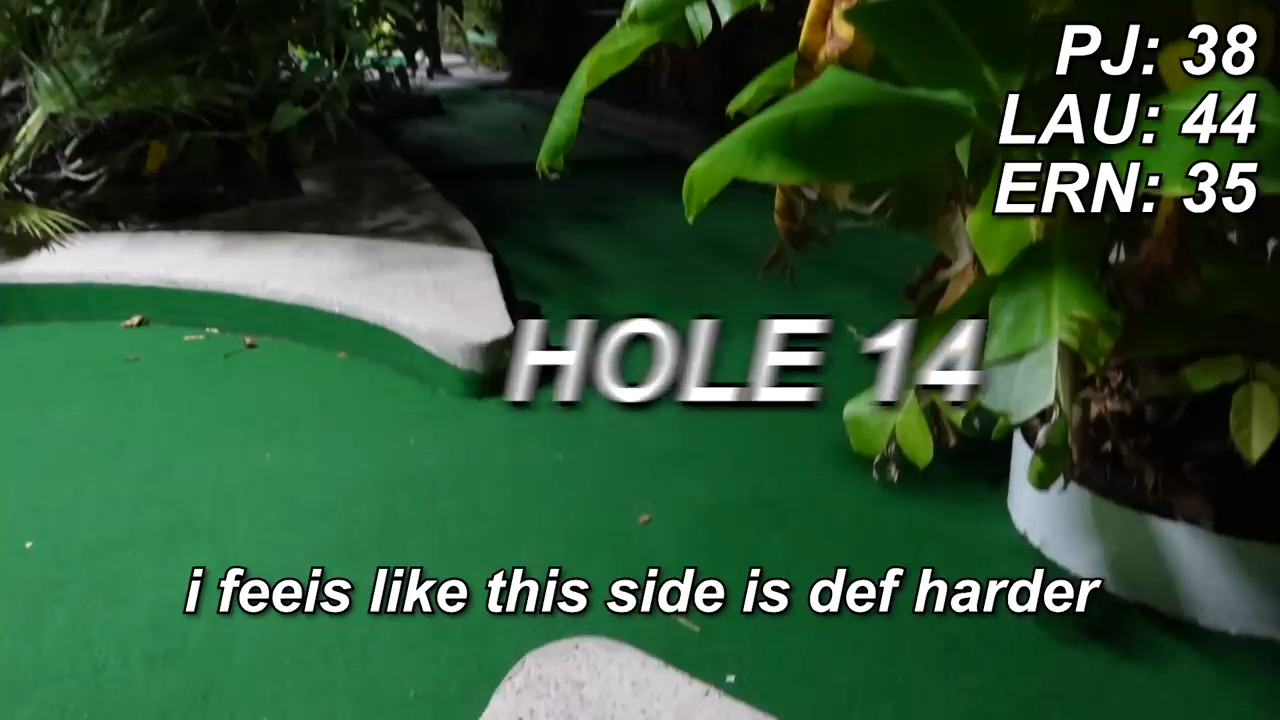 PJ: 38
LAU: 44
ERN: 35
HOLE 14
i feeis like this side is def harder